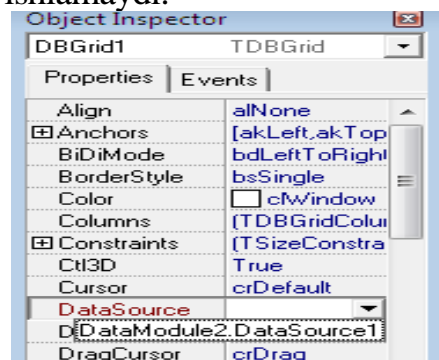 ishlamaydi.
Object Inspector
DBGrid1 TDBGrid
Properties Events
Align alNone
Anchors [akLeft,akTop
BiDiMode bdLeftToRigh
BorderStyle bsSingle
Color clWindow
Columns (TDBGridColu
Constraints (TSizeConstra
Ctl3D True
Cursor crDefault
DataSource
D DataModule2.DataSource1
DragCursor crDrag